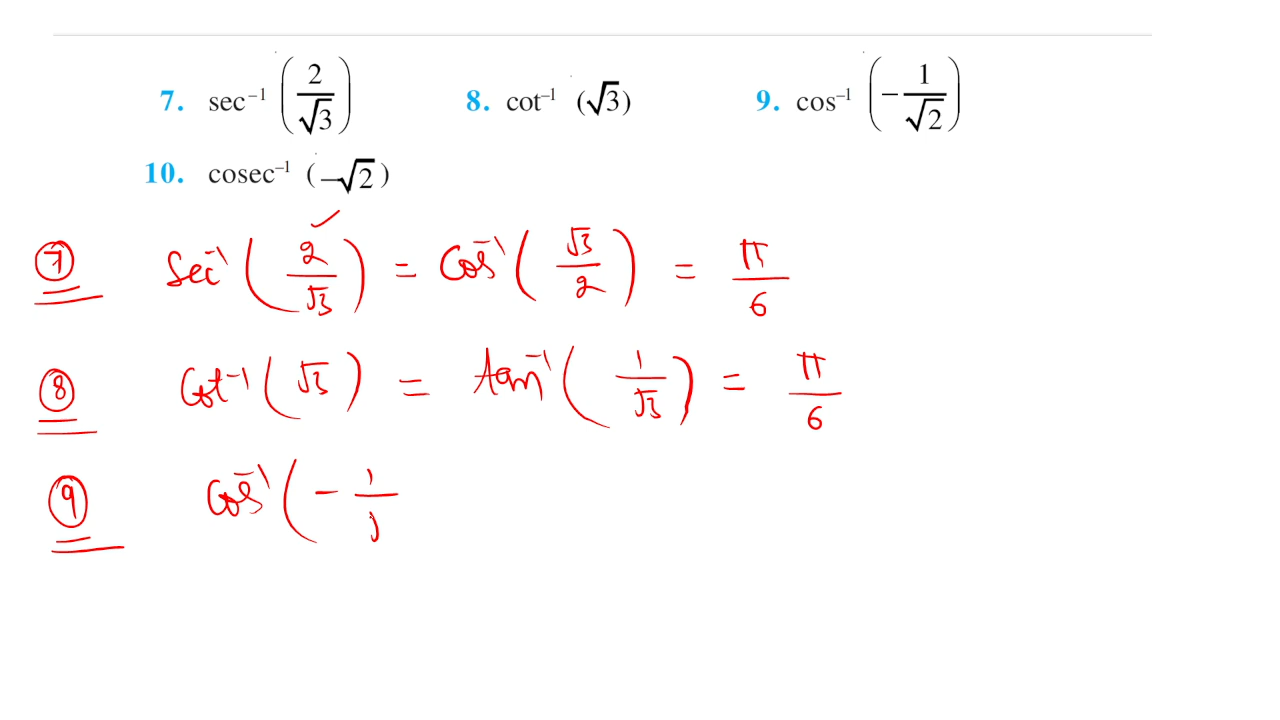 7. sec⁻¹ (2/√3) 8. cot⁻¹ (√3) 9. cos⁻¹ (−1/√2)
10. cosec⁻¹ (−√2)
⑦ Sec⁻¹ (2/√3) = Cos⁻¹ (√3/2) = π/6
⑧ Cot⁻¹ (√3) = tan⁻¹ (1/√3) = π/6
⑨ Cos⁻¹ (− 1/